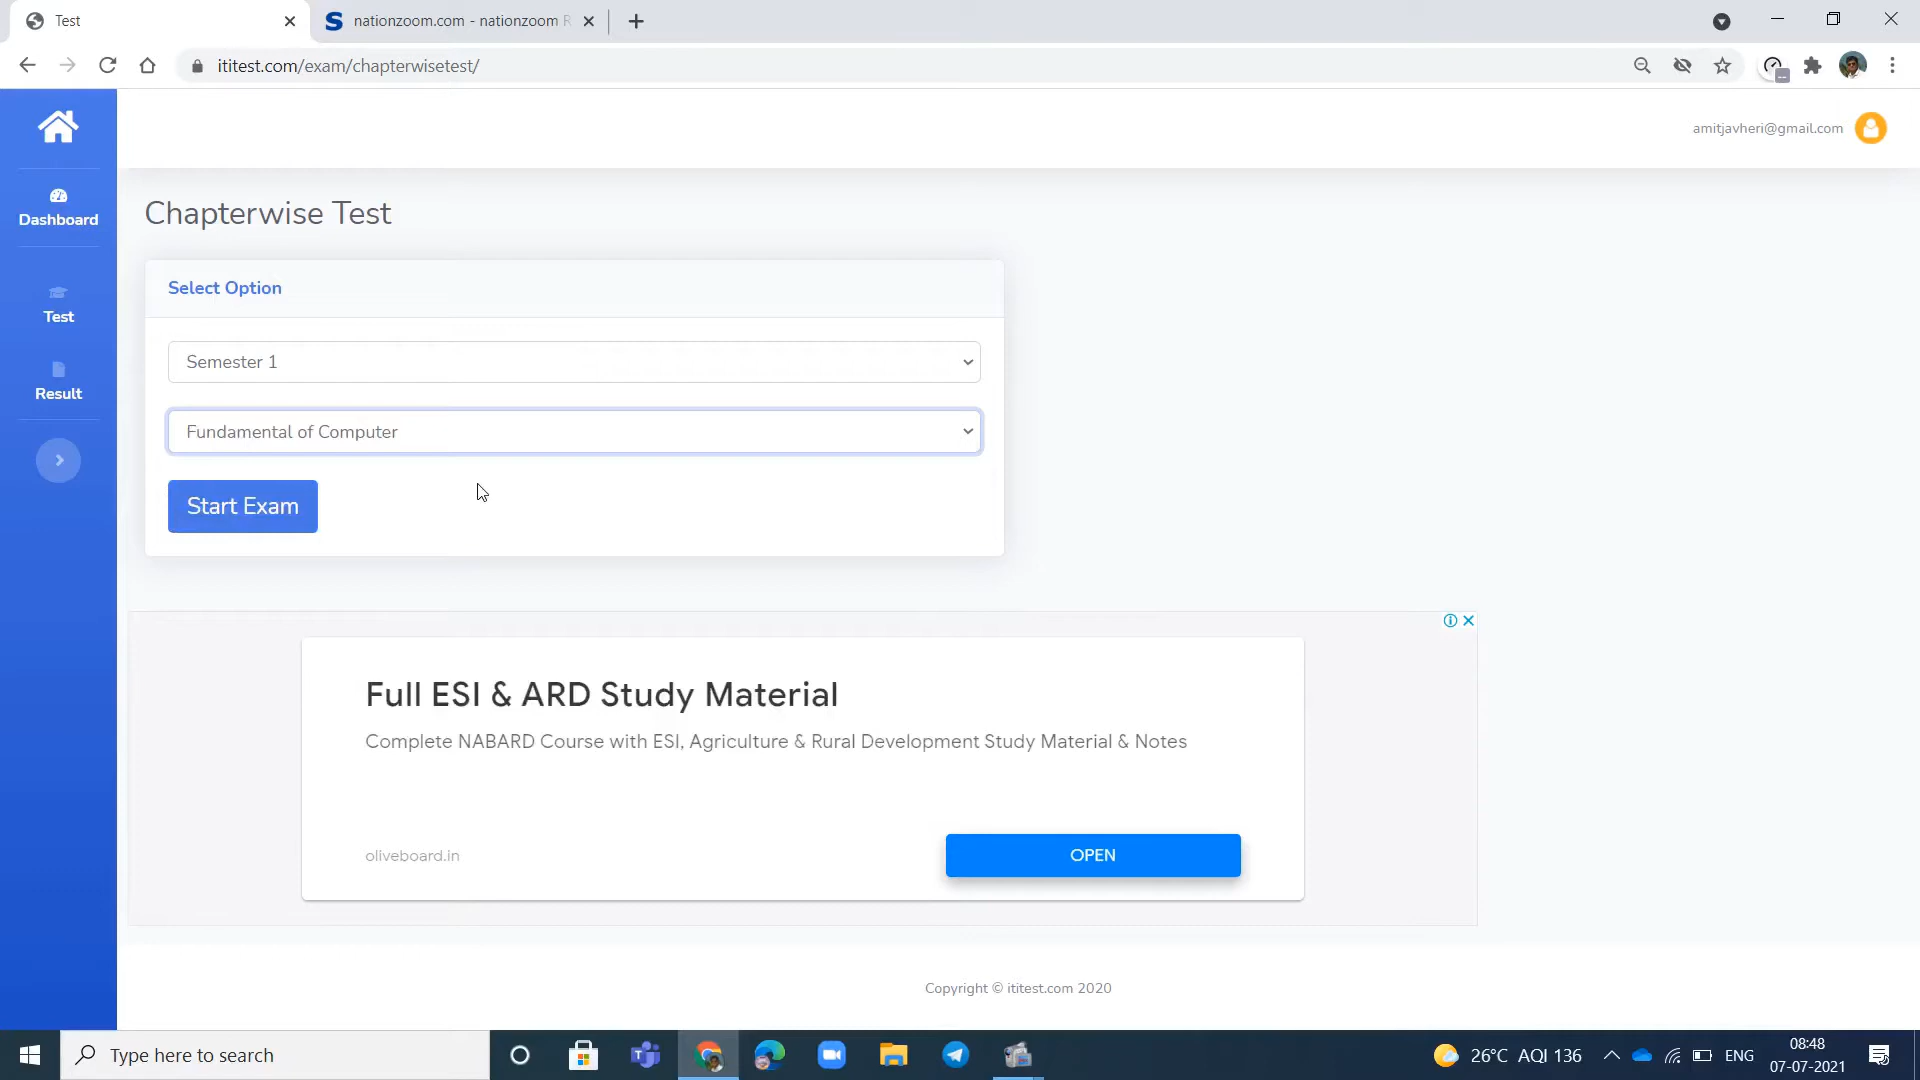 Test
nationzoom.com - nationzoom R
ititest.com/exam/chapterwisetest/
amitjavheri@gmail.com
Dashboard
Test
Result
Chapterwise Test
Select Option
Semester 1
Fundamental of Computer
Start Exam
Full ESI & ARD Study Material
Complete NABARD Course with ESI, Agriculture & Rural Development Study Material & Notes
oliveboard.in
OPEN
Copyright © ititest.com 2020
Type here to search
26°C AQI 136
ENG
08:48
07-07-2021